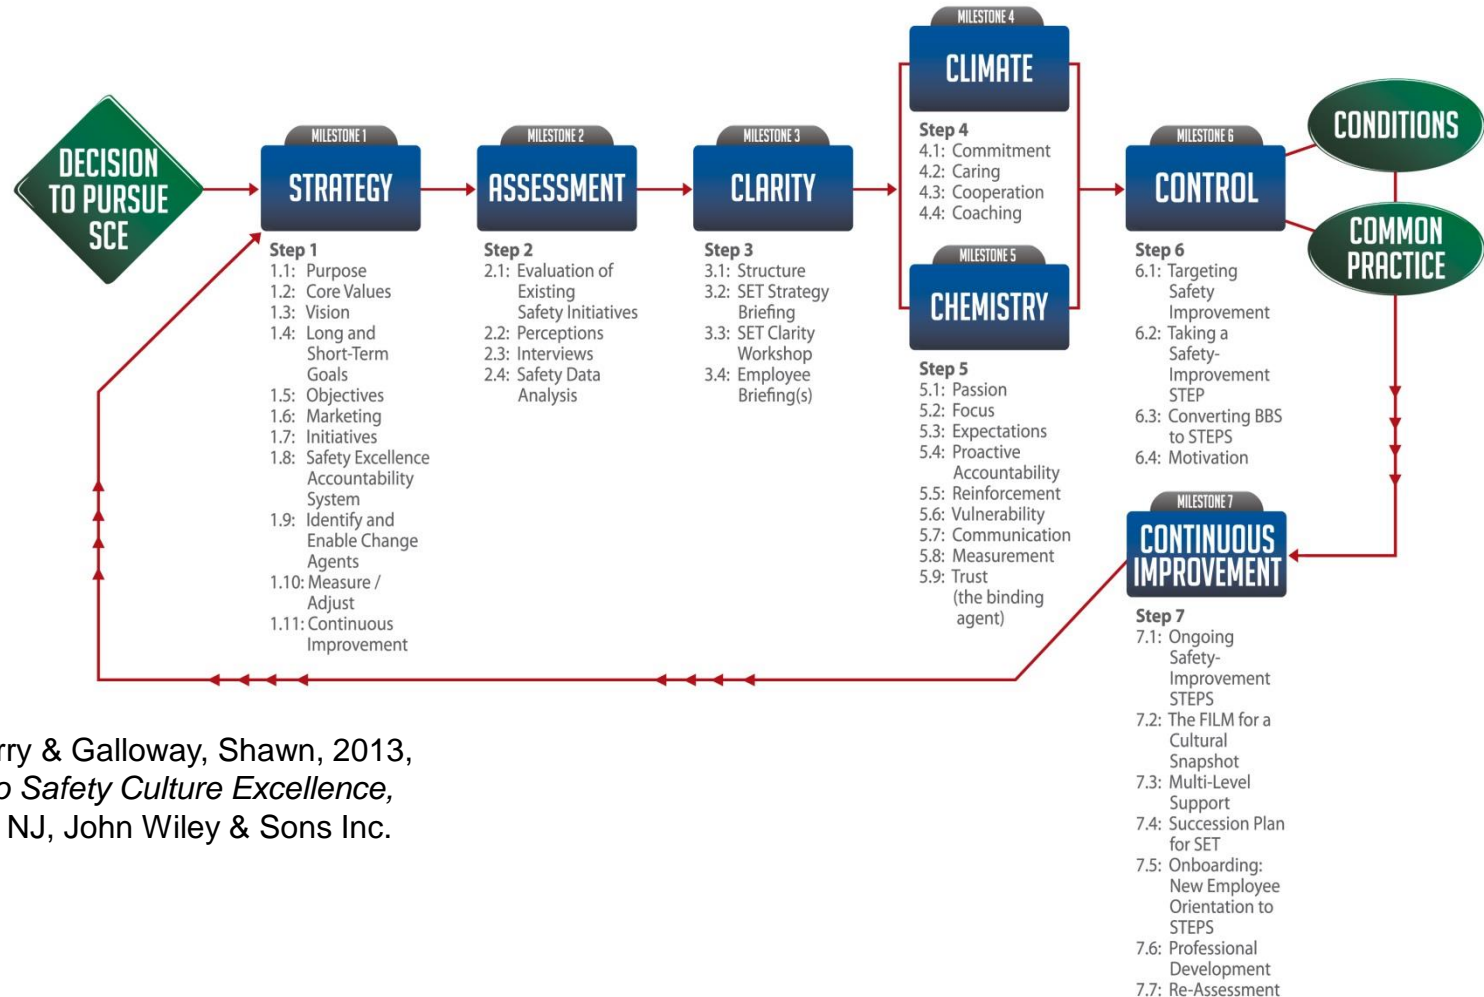 DECISION
TO PURSUE
SCE
MILESTONE 1
STRATEGY
Step 1
1.1: Purpose
1.2: Core Values
1.3: Vision
1.4: Long and
Short-Term
Goals
1.5: Objectives
1.6: Marketing
1.7: Initiatives
1.8: Safety Excellence
Accountability
System
1.9: Identify and
Enable Change
Agents
1.10: Measure /
Adjust
1.11: Continuous
Improvement
MILESTONE 2
ASSESSMENT
Step 2
2.1: Evaluation of
Existing
Safety Initiatives
2.2: Perceptions
2.3: Interviews
2.4: Safety Data
Analysis
MILESTONE 3
CLARITY
Step 3
3.1: Structure
3.2: SET Strategy
Briefing
3.3: SET Clarity
Workshop
3.4: Employee
Briefing(s)
MILESTONE 4
CLIMATE
Step 4
4.1: Commitment
4.2: Caring
4.3: Cooperation
4.4: Coaching
MILESTONE 5
CHEMISTRY
Step 5
5.1: Passion
5.2: Focus
5.3: Expectations
5.4: Proactive
Accountability
5.5: Reinforcement
5.6: Vulnerability
5.7: Communication
5.8: Measurement
5.9: Trust
(the binding
agent)
MILESTONE 6
CONTROL
Step 6
6.1: Targeting
Safety
Improvement
6.2: Taking a
Safety-
Improvement
STEP
6.3: Converting BBS
to STEPS
6.4: Motivation
CONDITIONS
COMMON
PRACTICE
MILESTONE 7
CONTINUOUS
IMPROVEMENT
Step 7
7.1: Ongoing
Safety-
Improvement
STEPS
7.2: The FILM for a
Cultural
Snapshot
7.3: Multi-Level
Support
7.4: Succession Plan
for SET
7.5: Onboarding:
New Employee
Orientation to
STEPS
7.6: Professional
Development
7.7: Re-Assessment
rry & Galloway, Shawn, 2013,
o Safety Culture Excellence,
NJ, John Wiley & Sons Inc.